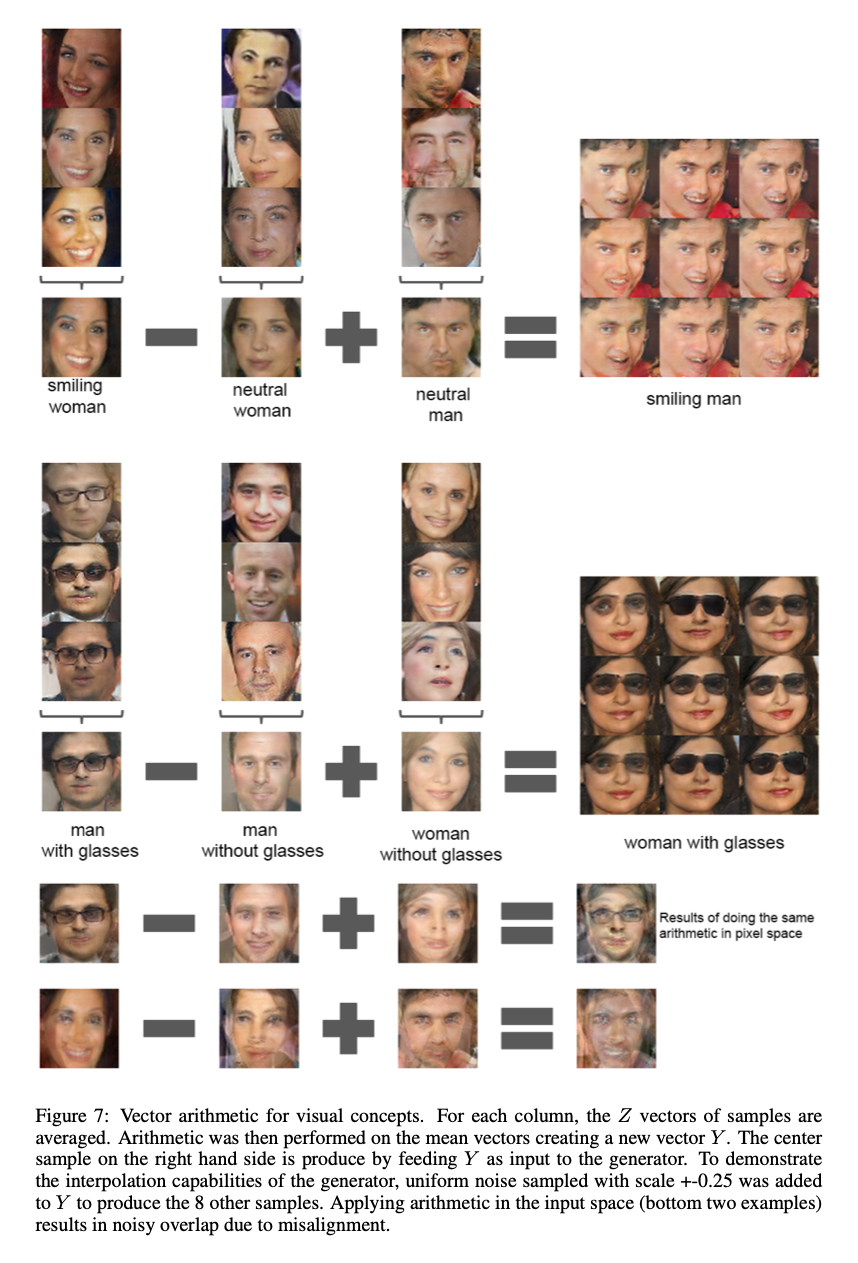 smiling
woman
neutral
woman
neutral
man
smiling man
man
with glasses
man
without glasses
woman
without glasses
woman with glasses
Results of doing the same
arithmetic in pixel space
Figure 7: Vector arithmetic for visual concepts. For each column, the Z vectors of samples are
averaged. Arithmetic was then performed on the mean vectors creating a new vector Y. The center
sample on the right hand side is produce by feeding Y as input to the generator. To demonstrate
the interpolation capabilities of the generator, uniform noise sampled with scale +-0.25 was added
to Y to produce the 8 other samples. Applying arithmetic in the input space (bottom two examples)
results in noisy overlap due to misalignment.